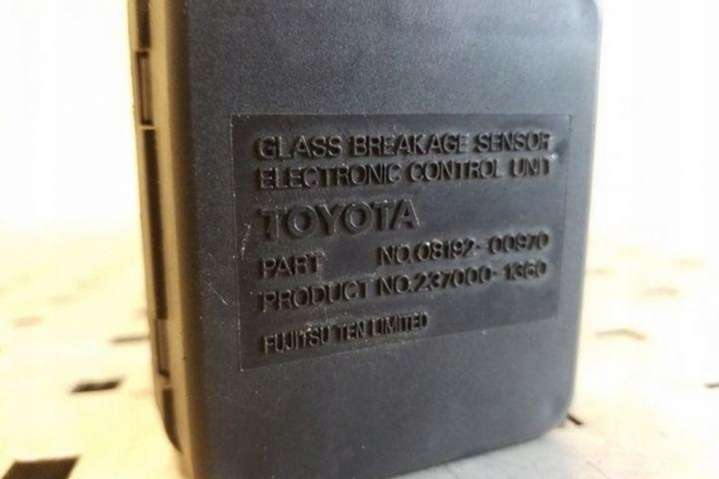 GLASS BREAKAGE SENSOR
ELECTRONIC CONTROL UNIT
TOYOTA
PART NO.08192-00970
PRODUCT NO.237000-1360
FUJITSU TEN LIMITED